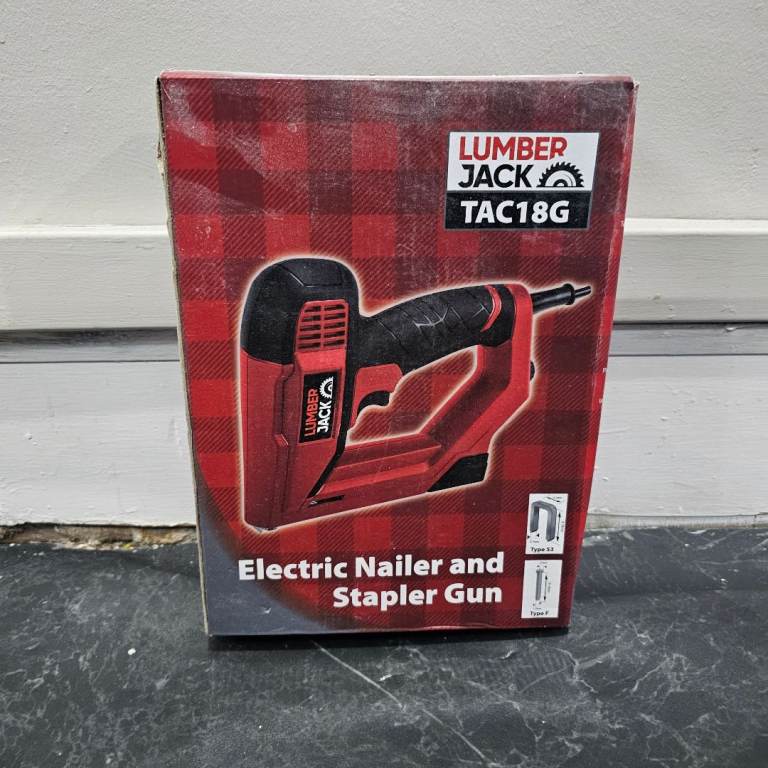 LUMBER
JACK
TAC18G
LUMBER
JACK
Electric Nailer and
Stapler Gun
Type 53
Type F